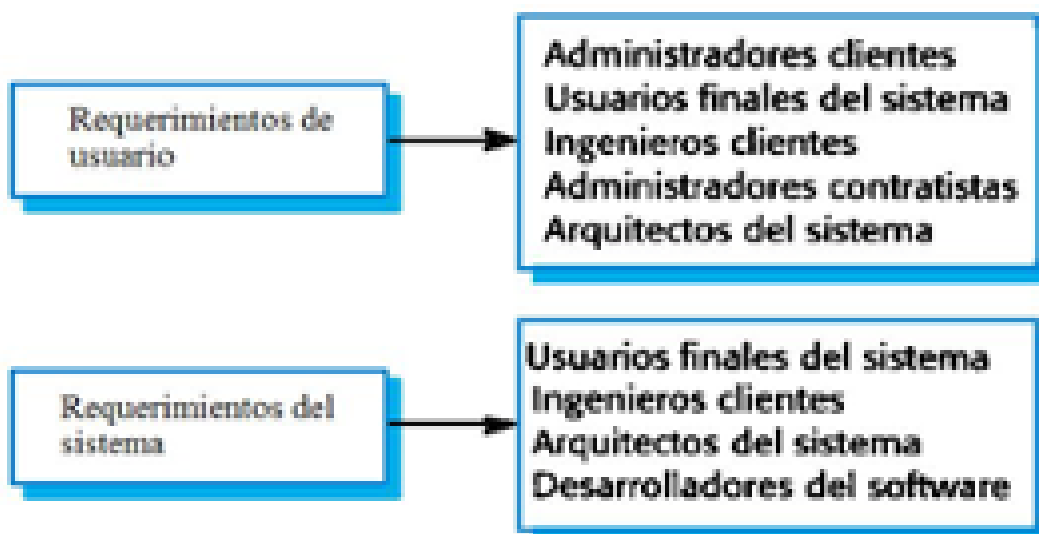 Requerimientos de
usuario
Administradores clientes
Usuarios finales del sistema
Ingenieros clientes
Administradores contratistas
Arquitectos del sistema
Requerimientos del
sistema
Usuarios finales del sistema
Ingenieros clientes
Arquitectos del sistema
Desarrolladores del software